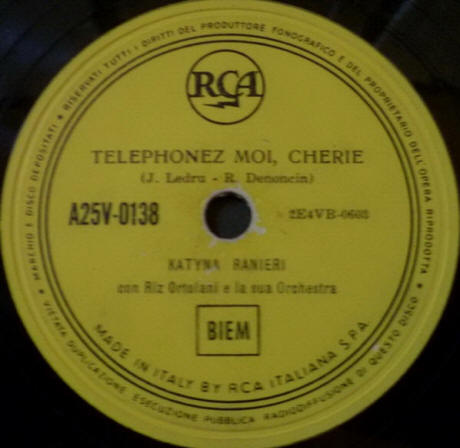 RCA
TELEPHONEZ MOI, CHERIE
(J. Ledru - R. Denoncin)
A25V-0138
2E4VB-0603
KATYNA RANIERI
con Riz Ortolani e la sua Orchestra
BIEM
MADE IN ITALY BY RCA ITALIANA S.P.A.
MARCHIO E DISCO DEPOSITATI • RISERVATI TUTTI I DIRITTI DEL PRODUTTORE FONOGRAFICO E DEL PROPRIETARIO DELL'OPERA RIPRODOTTA
• VIETATA DUPLICAZIONE, ESECUZIONE PUBBLICA RADIODIFFUSIONE DI QUESTO DISCO •